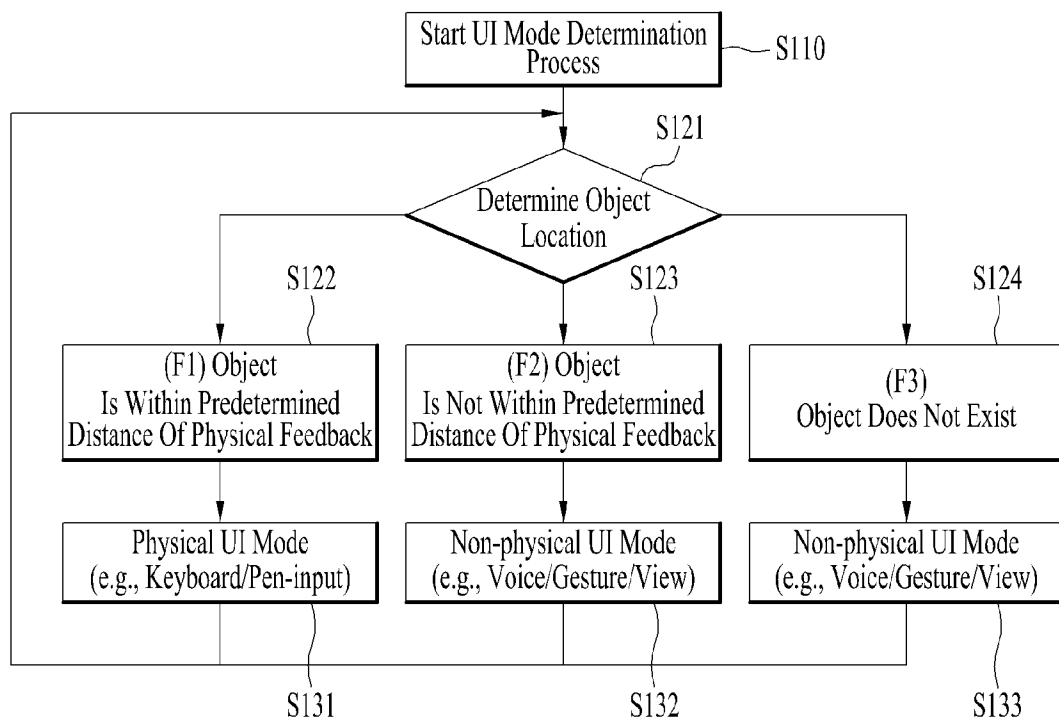 Start UI Mode Determination
Process
S110
S121
Determine Object
Location
S122
S123
S124
(F1) Object
Is Within Predetermined
Distance Of Physical Feedback
(F2) Object
Is Not Within Predetermined
Distance Of Physical Feedback
(F3)
Object Does Not Exist
Physical UI Mode
(e.g., Keyboard/Pen-input)
Non-physical UI Mode
(e.g., Voice/Gesture/View)
Non-physical UI Mode
(e.g., Voice/Gesture/View)
S131
S132
S133